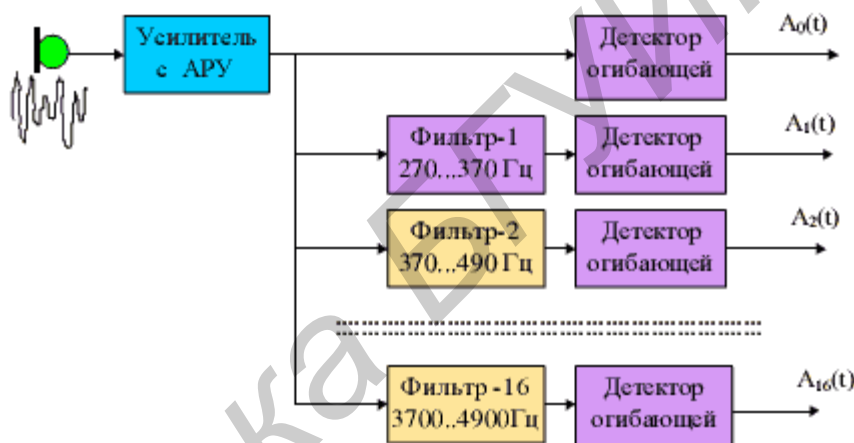 Усилитель
с АРУ
Детектор
огибающей
A₀(t)
Фильтр-1
270...370 Гц
Детектор
огибающей
A₁(t)
Фильтр-2
370...490 Гц
Детектор
огибающей
A₂(t)
Фильтр -16
3700..4900Гц
Детектор
огибающей
A₁₆(t)